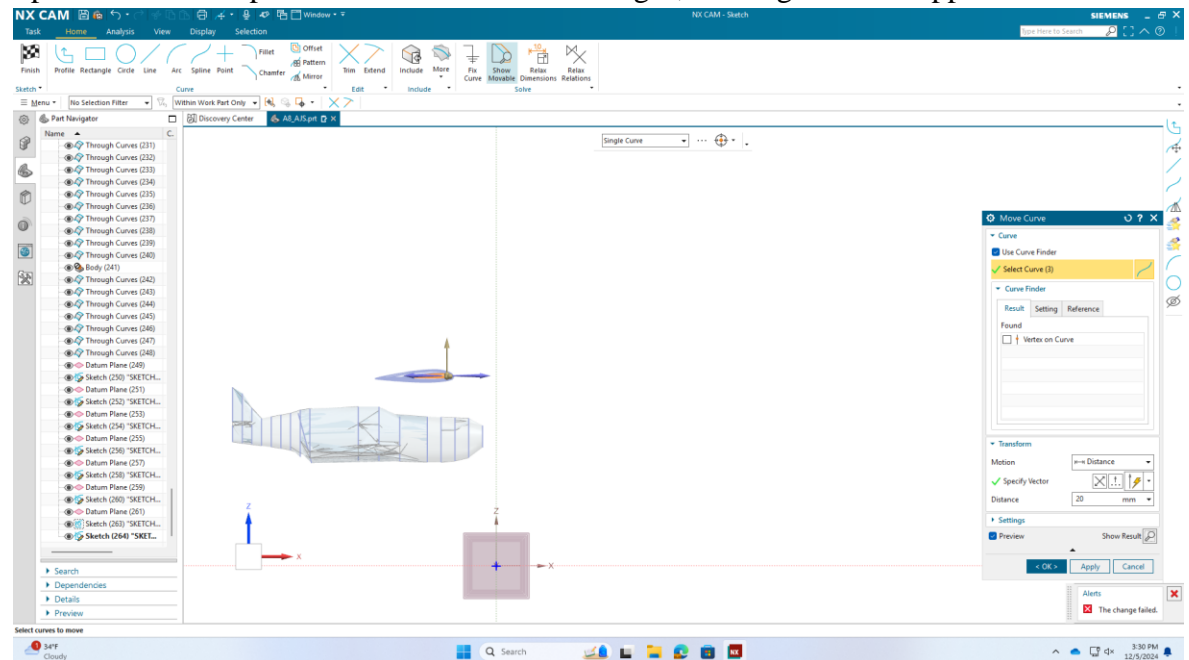 NX CAM
Window
NX CAM - Sketch
SIEMENS
Task Home Analysis View Display Selection
Type Here to Search
Finish
Profile Rectangle Circle Line Arc Spline Point
Fillet
Chamfer
Offset
Pattern
Mirror
Trim Extend
Include More
Fix Curve
Show Movable
Relax Dimensions
Relax Relations
Sketch Curve Edit Include Solve
Menu No Selection Filter Within Work Part Only
Part Navigator
Discovery Center A8_AJS.prt
Name C.
Single Curve
Through Curves (231)
Through Curves (232)
Through Curves (233)
Through Curves (234)
Through Curves (235)
Through Curves (236)
Through Curves (237)
Through Curves (238)
Through Curves (239)
Through Curves (240)
Body (241)
Through Curves (242)
Through Curves (243)
Through Curves (244)
Through Curves (245)
Through Curves (246)
Through Curves (247)
Through Curves (248)
Datum Plane (249)
Sketch (250) "SKETCH...
Datum Plane (251)
Sketch (252) "SKETCH...
Datum Plane (253)
Sketch (254) "SKETCH...
Datum Plane (255)
Sketch (256) "SKETCH...
Datum Plane (257)
Sketch (258) "SKETCH...
Datum Plane (259)
Sketch (260) "SKETCH...
Datum Plane (261)
Sketch (263) "SKETCH...
Sketch (264) "SKET...
Search
Dependencies
Details
Preview
Z
X
Z
X
Move Curve
Curve
Use Curve Finder
Select Curve (3)
Curve Finder
Result Setting Reference
Found
Vertex on Curve
Transform
Motion Distance
Specify Vector
Distance 20 mm
Settings
Preview Show Result
< OK > Apply Cancel
Alerts
The change failed.
Select curves to move
1
34°F
Cloudy
Search
NX
3:30 PM
12/5/2024